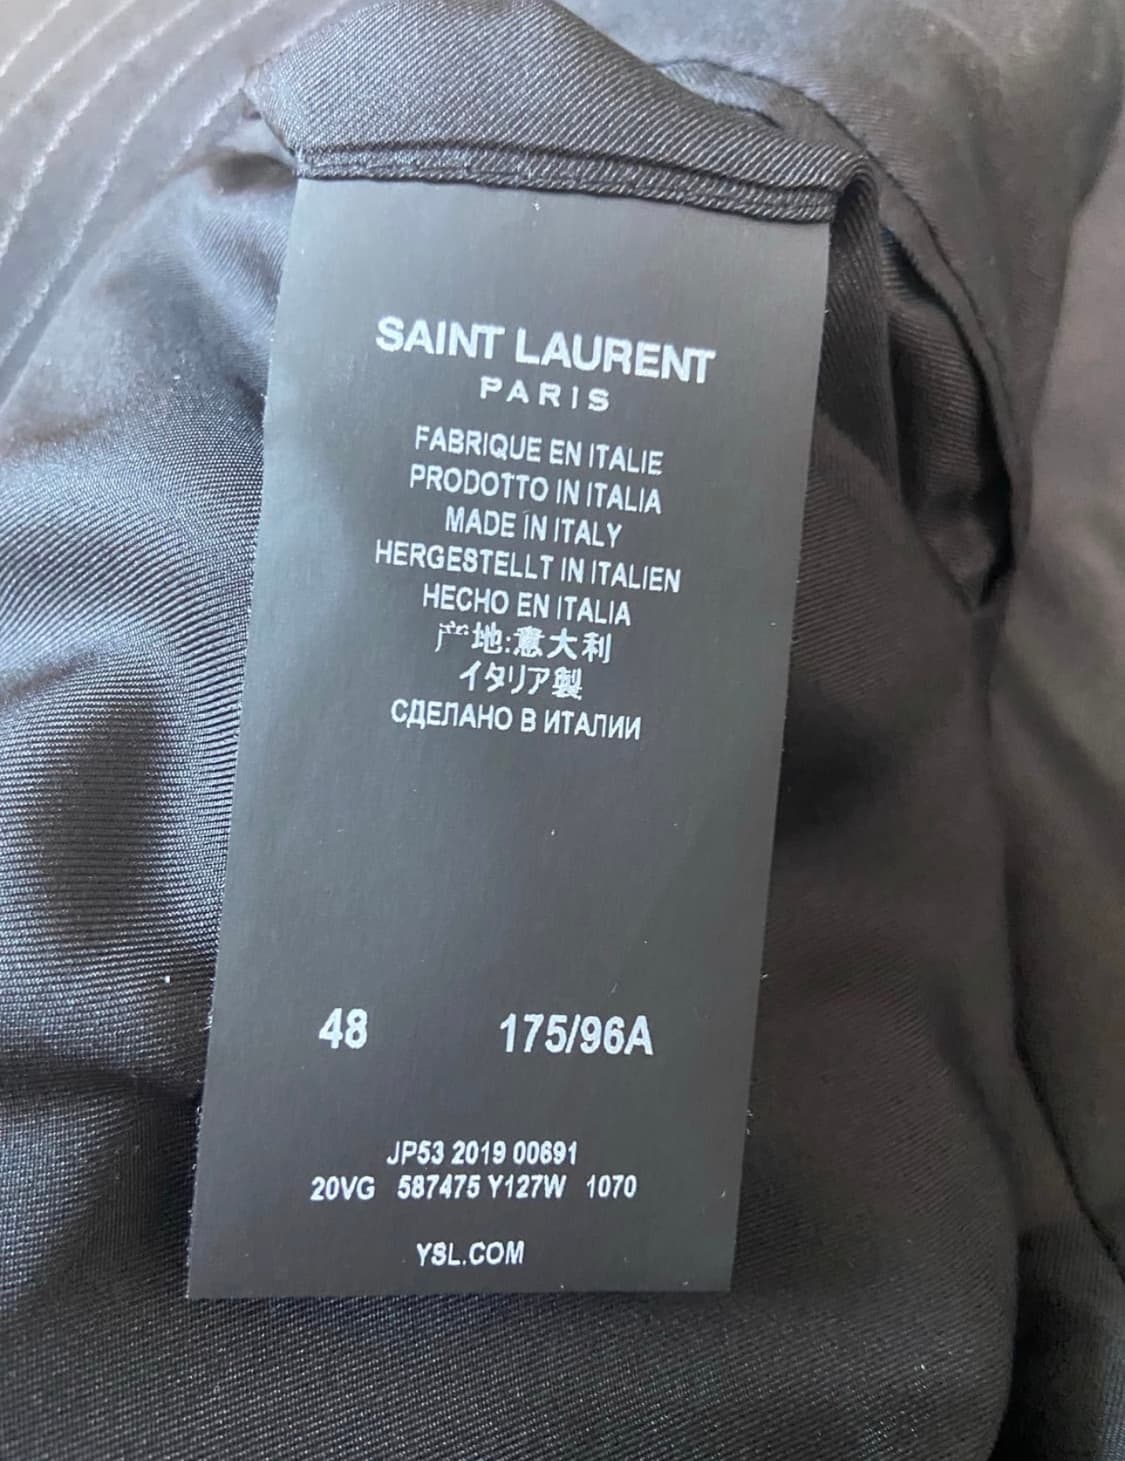 SAINT LAURENT
PARIS
FABRIQUE EN ITALIE
PRODOTTO IN ITALIA
MADE IN ITALY
HERGESTELLT IN ITALIEN
HECHO EN ITALIA
产地:意大利
イタリア製
СДЕЛАНО В ИТАЛИИ
48 175/96A
JP53 2019 00691
20VG 587475 Y127W 1070
YSL.COM